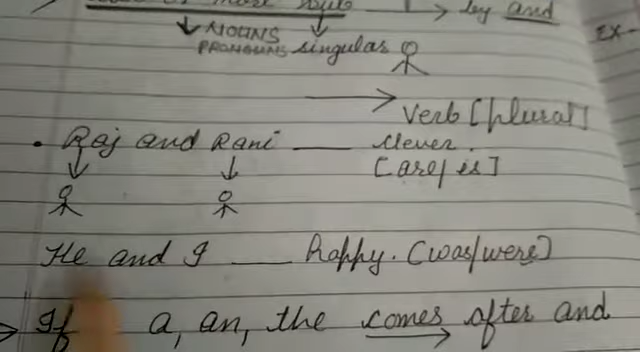 by and
Ex-
NOUNS
PRONOUNS singular
Verb [plural]
. Raj and Rani ___ clever.
[are/is]
He and I ___ happy. [was/were]
If a, an, the comes after and